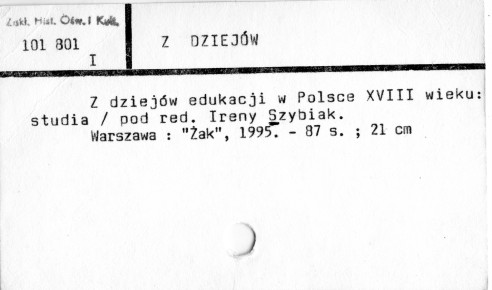 Zakł. Hist. Ośw. i Kult.
101 801
I
Z DZIEJÓW
Z dziejów edukacji w Polsce XVIII wieku:
studia / pod red. Ireny Szybiak.
Warszawa : "Żak", 1995. - 87 s. ; 21 cm